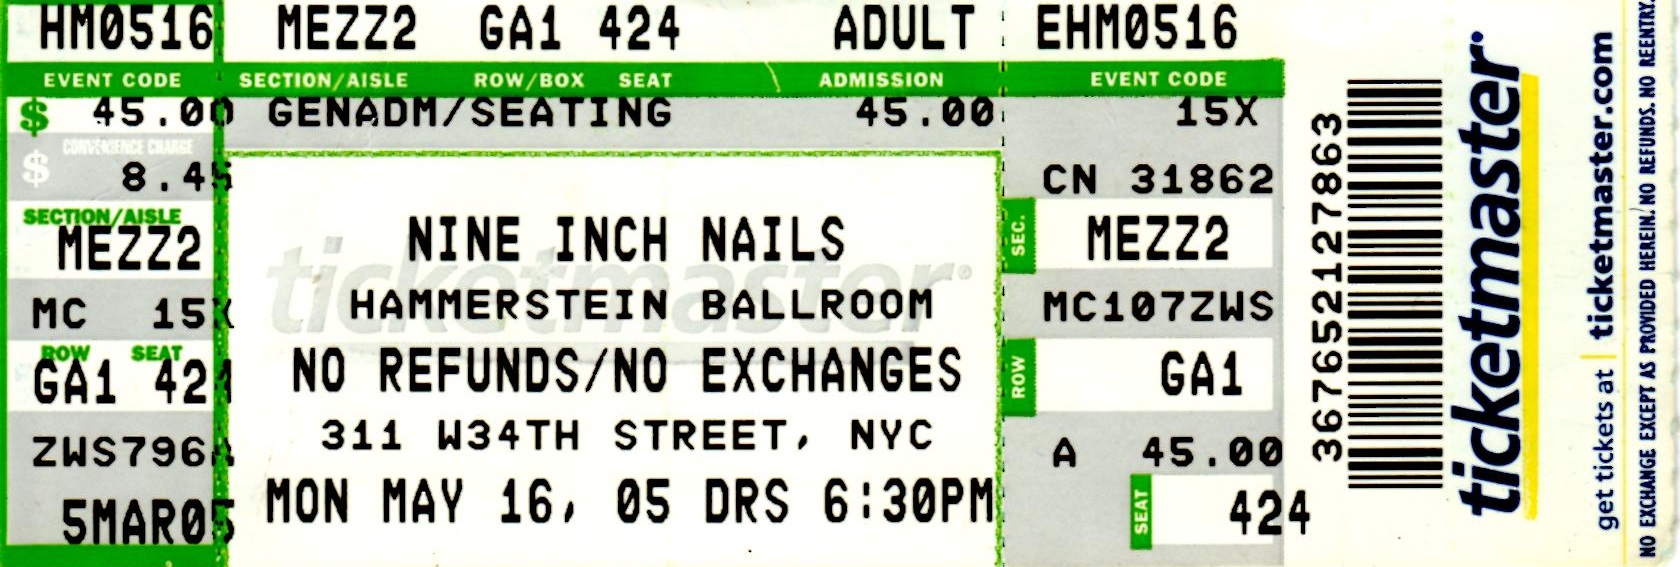 HM0516 MEZZ2 GA1 424 ADULT EHM0516
EVENT CODE SECTION/AISLE ROW/BOX SEAT ADMISSION EVENT CODE
$ 45.00 GENADM/SEATING 45.00 15X
CONVENIENCE CHARGE
$ 8.45
CN 31862
SECTION/AISLE
MEZZ2
NINE INCH NAILS
SEC.
MEZZ2
MC 15X
HAMMERSTEIN BALLROOM
MC107ZWS
ROW SEAT
GA1 424
NO REFUNDS/NO EXCHANGES
ROW
GA1
ZWS796A
311 W34TH STREET, NYC
A 45.00
5MAR05
MON MAY 16, 05 DRS 6:30PM
SEAT
424
ticketmaster®
367652127863
ticketmaster®
get tickets at | ticketmaster.com
NO EXCHANGE EXCEPT AS PROVIDED HEREIN. NO REFUNDS. NO REENTRY.